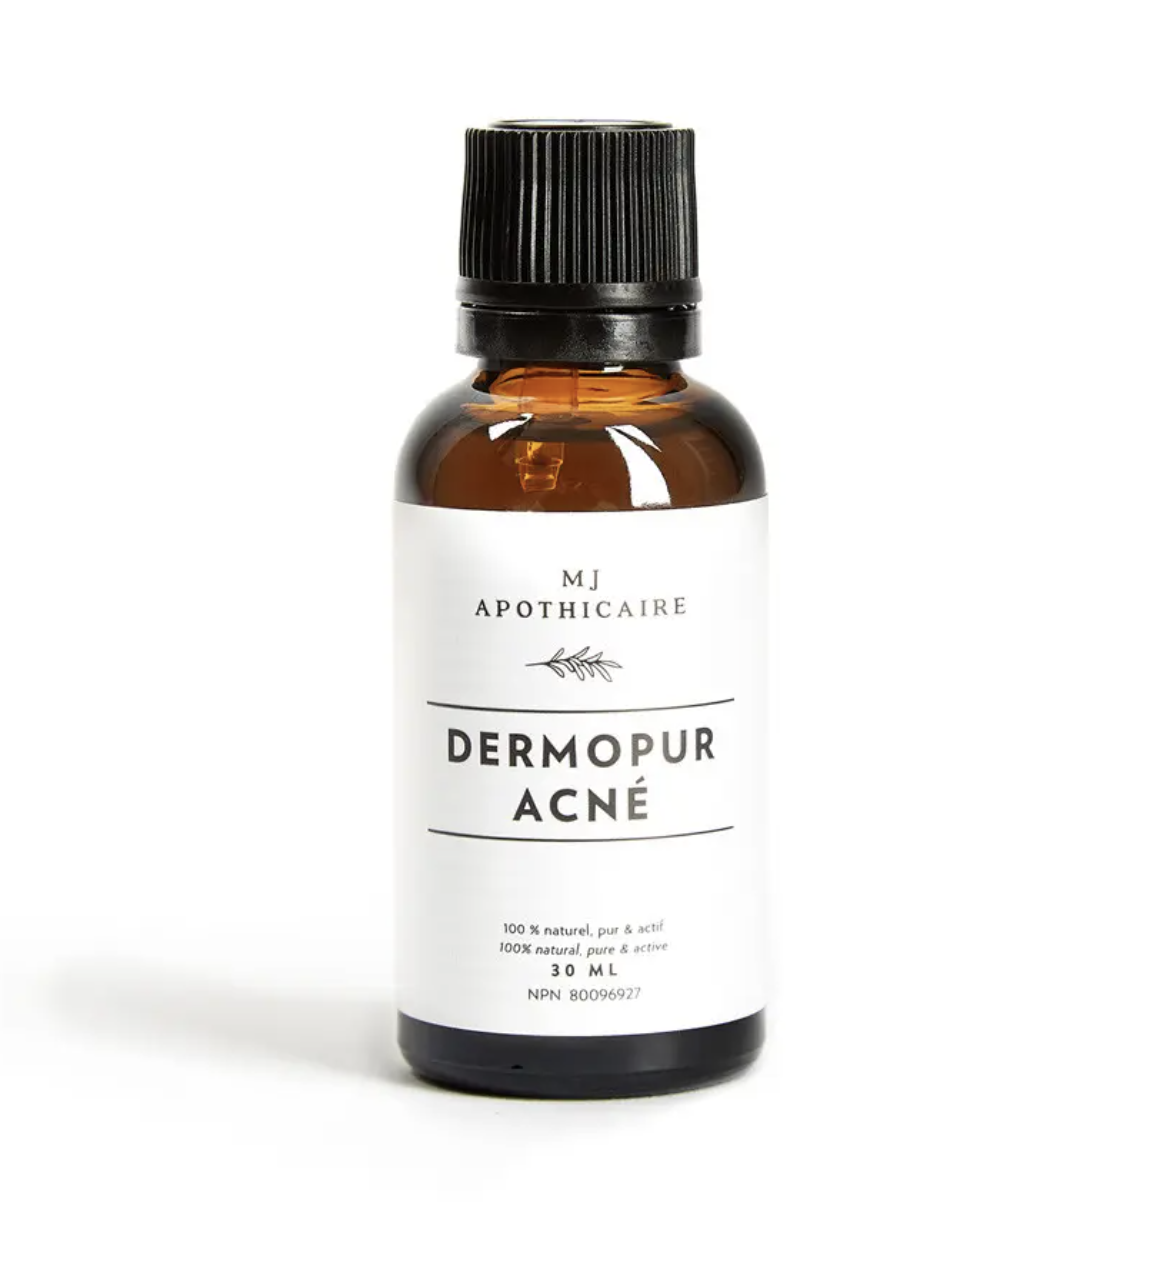 MJ
APOTHICAIRE
DERMOPUR
ACNÉ
100 % naturel, pur & actif
100% natural, pure & active
30 ML
NPN 80096927